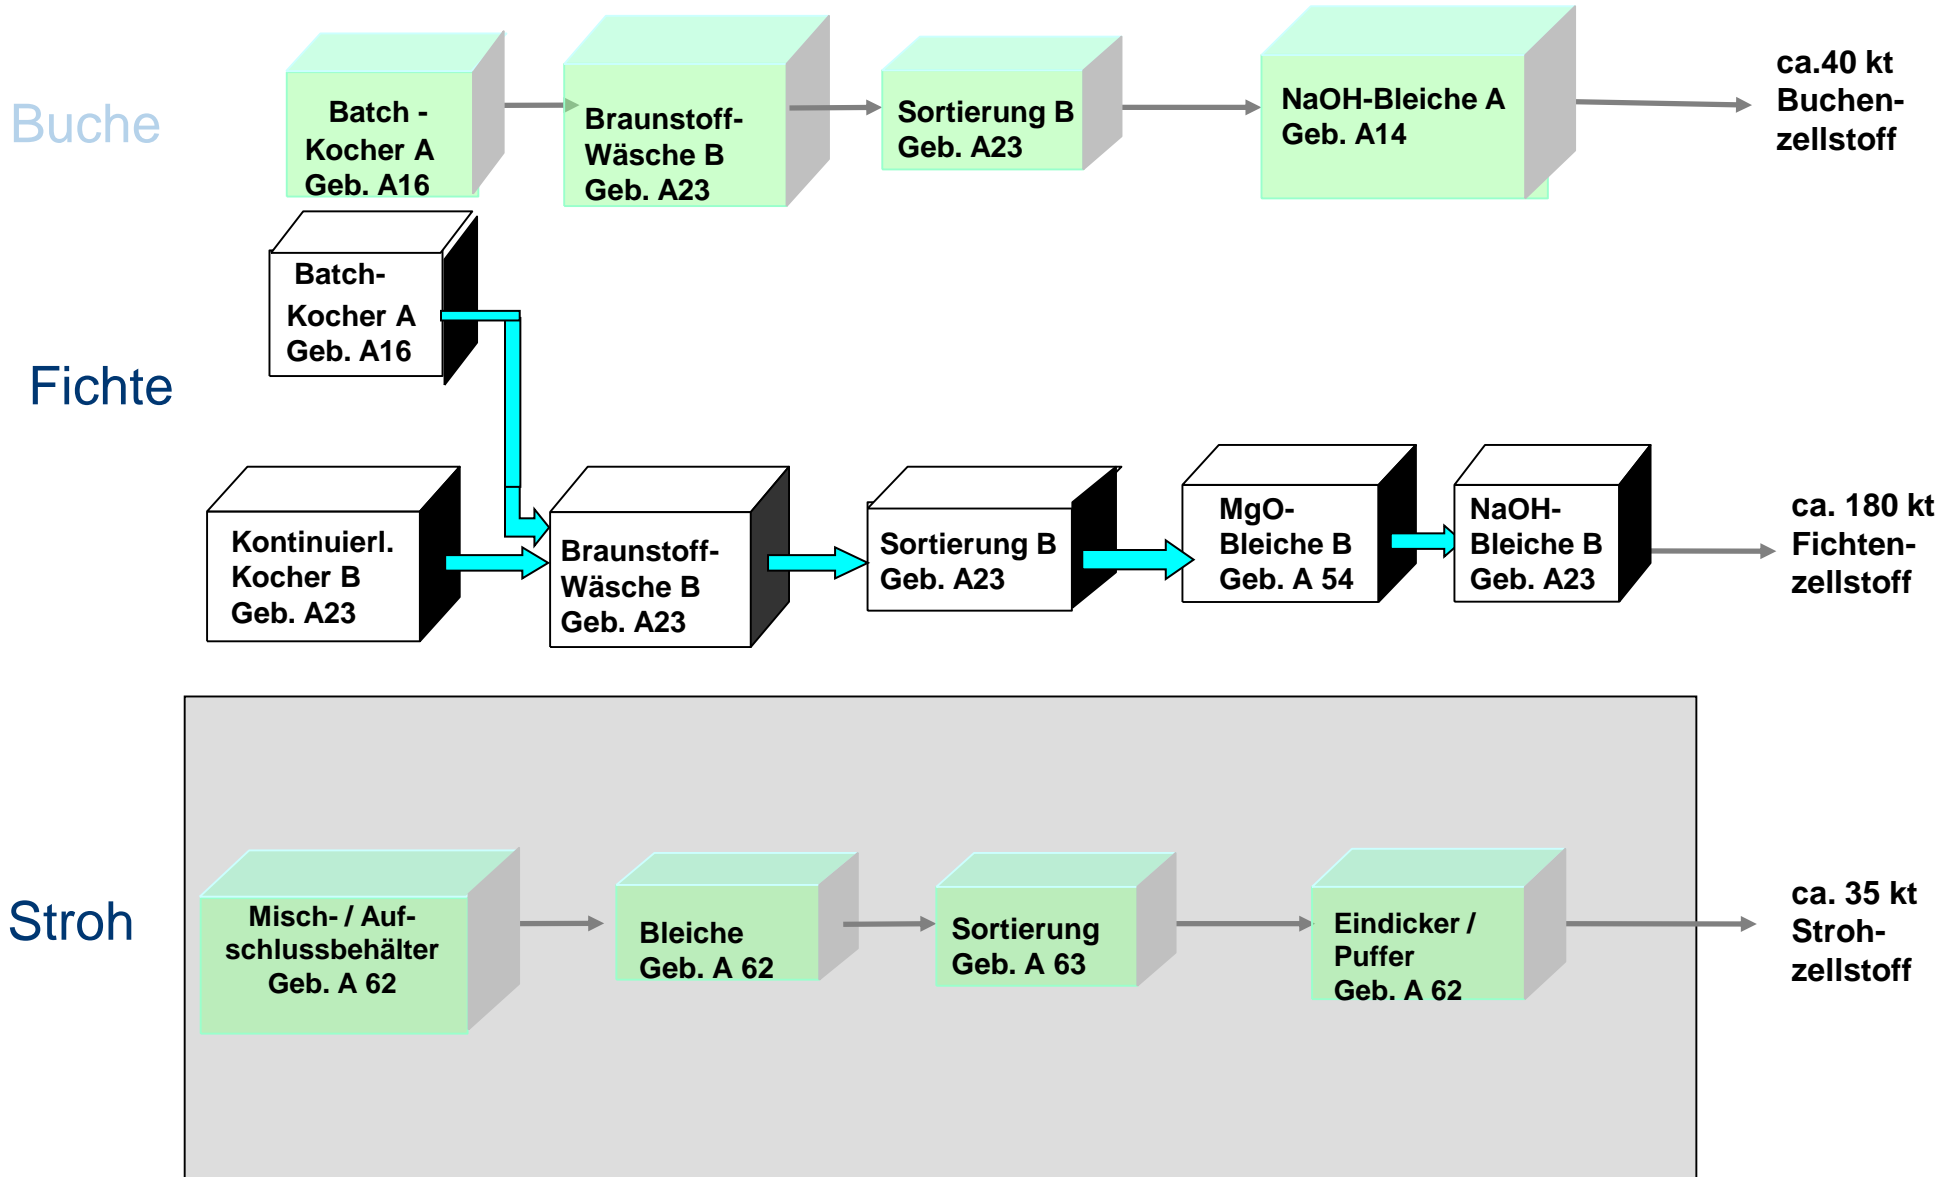 Buche
Batch -
Kocher A
Geb. A16
Braunstoff-
Wäsche B
Geb. A23
Sortierung B
Geb. A23
NaOH-Bleiche A
Geb. A14
ca.40 kt
Buchen-
zellstoff
Fichte
Batch-
Kocher A
Geb. A16
Kontinuierl.
Kocher B
Geb. A23
Braunstoff-
Wäsche B
Geb. A23
Sortierung B
Geb. A23
MgO-
Bleiche B
Geb. A 54
NaOH-
Bleiche B
Geb. A23
ca. 180 kt
Fichten-
zellstoff
Stroh
Misch- / Auf-
schlussbehälter
Geb. A 62
Bleiche
Geb. A 62
Sortierung
Geb. A 63
Eindicker /
Puffer
Geb. A 62
ca. 35 kt
Stroh-
zellstoff